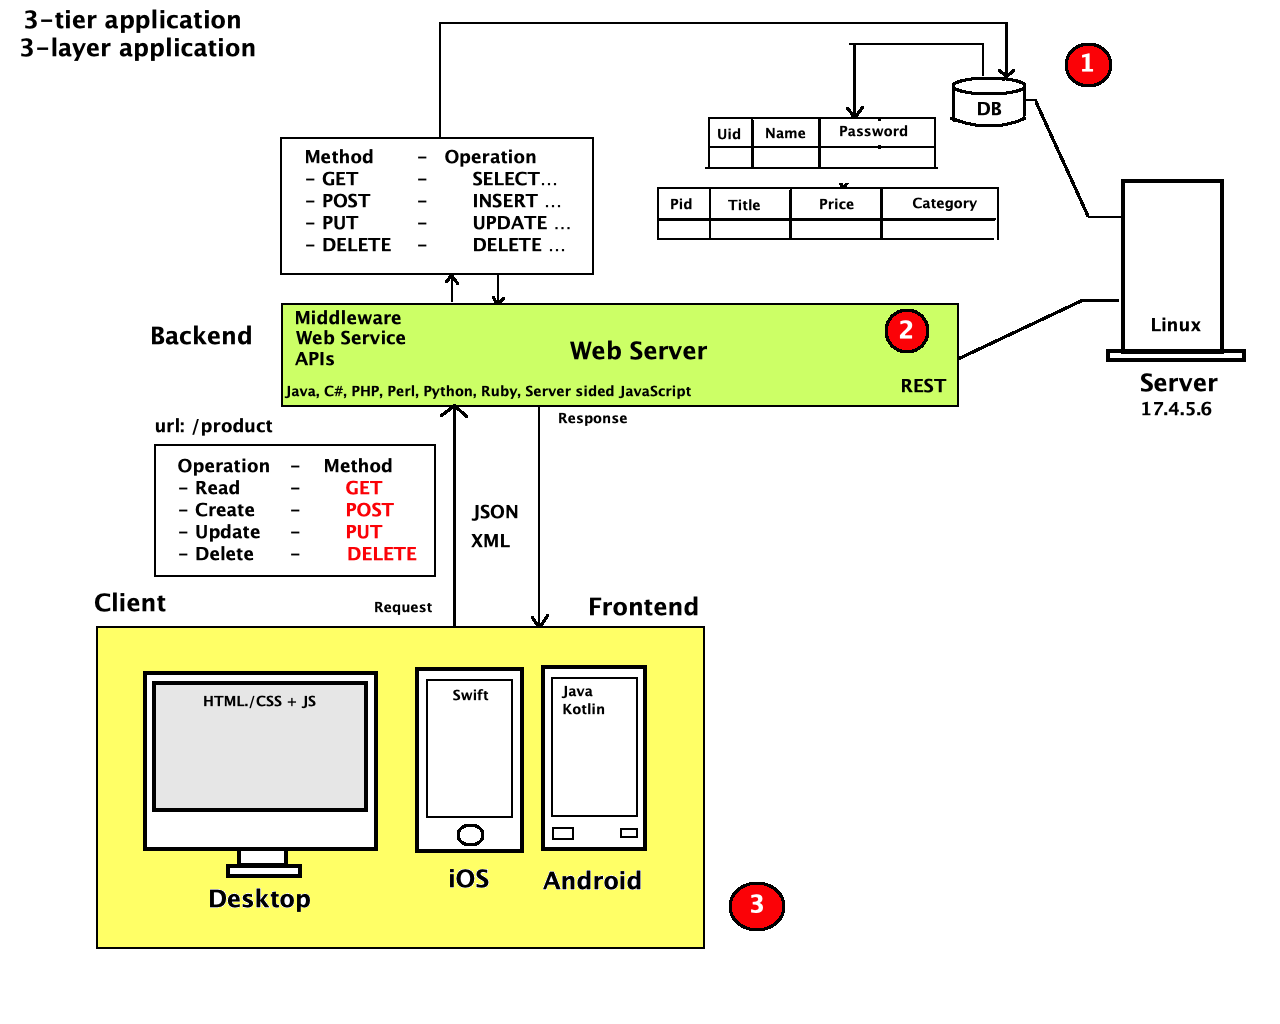 3-tier application
3-layer application
1
DB
Uid Name Password
Pid Title Price Category
Method - Operation
- GET - SELECT...
- POST - INSERT ...
- PUT - UPDATE ...
- DELETE - DELETE ...
Backend
Middleware
Web Service
APIs
Web Server
2
REST
Java, C#, PHP, Perl, Python, Ruby, Server sided JavaScript
Linux
Server
17.4.5.6
Response
url: /product
Operation - Method
- Read - GET
- Create - POST
- Update - PUT
- Delete - DELETE
JSON
XML
Client
Request
Frontend
HTML./CSS + JS
Swift
Java
Kotlin
Desktop
iOS
Android
3